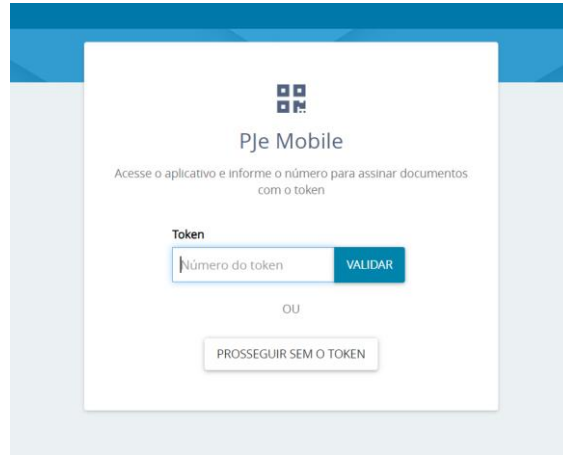 PJe Mobile
Acesse o aplicativo e informe o número para assinar documentos
com o token
Token
Número do token
VALIDAR
OU
PROSSEGUIR SEM O TOKEN